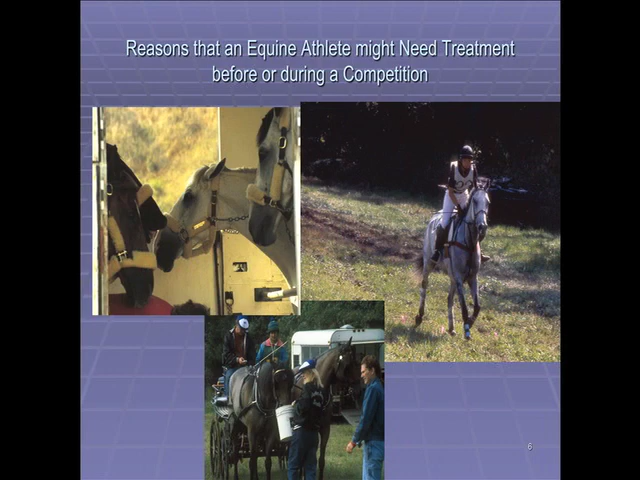 Reasons that an Equine Athlete might Need Treatment
before or during a Competition
6